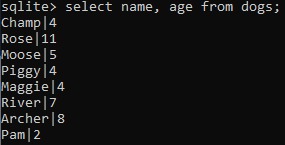 sqlite> select name, age from dogs;
Champ|4
Rose|11
Moose|5
Piggy|4
Maggie|4
River|7
Archer|8
Pam|2